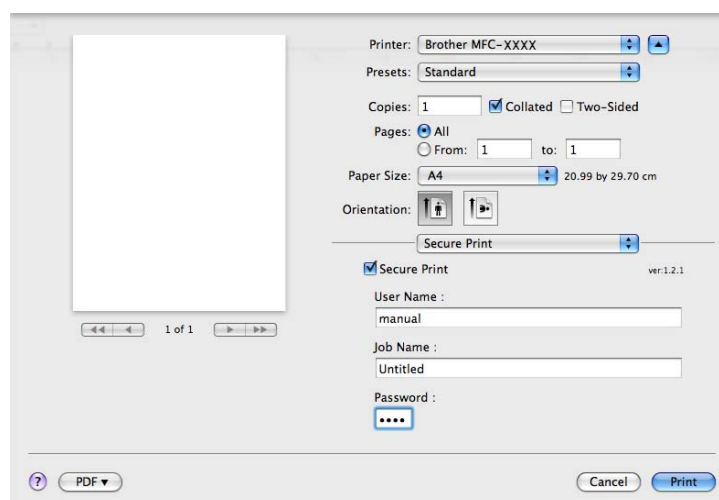 Printer: Brother MFC-XXXX
Presets: Standard
Copies: 1 Collated Two-Sided
Pages: All
From: 1 to: 1
Paper Size: A4 20.99 by 29.70 cm
Orientation:
Secure Print
Secure Print ver:1.2.1
User Name :
manual
Job Name :
Untitled
Password :
••••
1 of 1
? PDF▼ Cancel Print